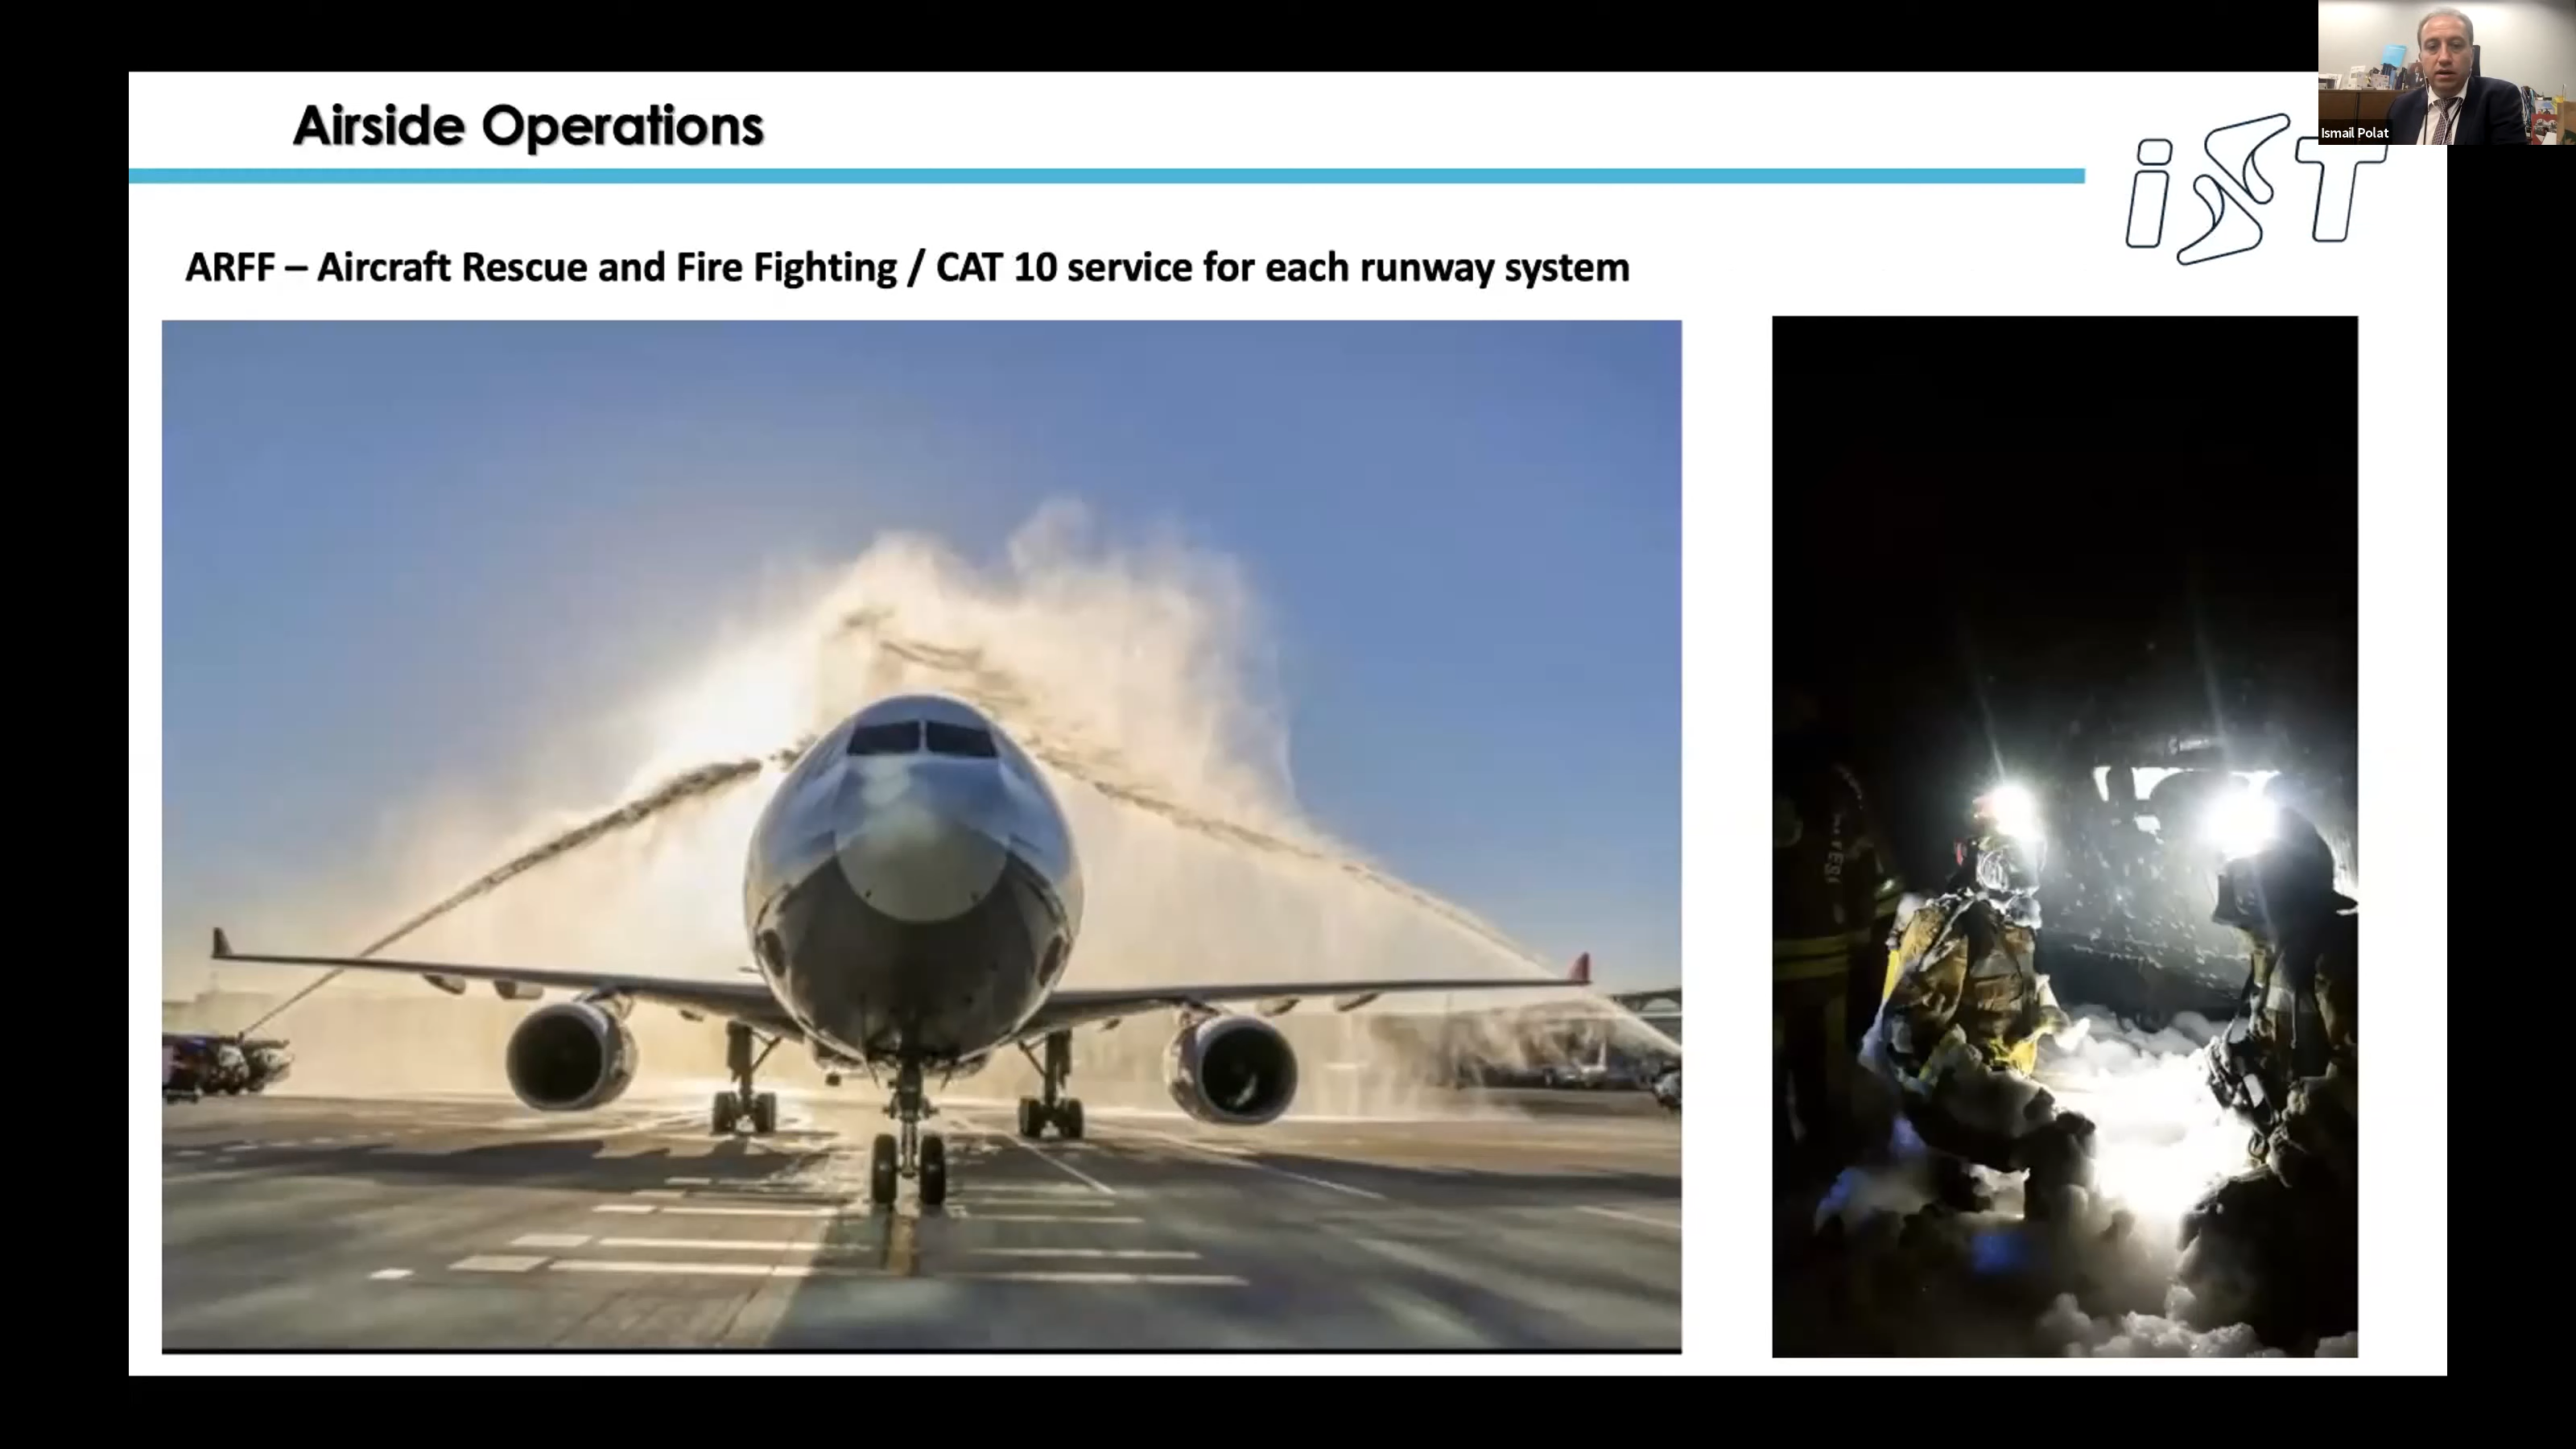 Airside Operations
Ismail Polat
iST
ARFF – Aircraft Rescue and Fire Fighting / CAT 10 service for each runway system